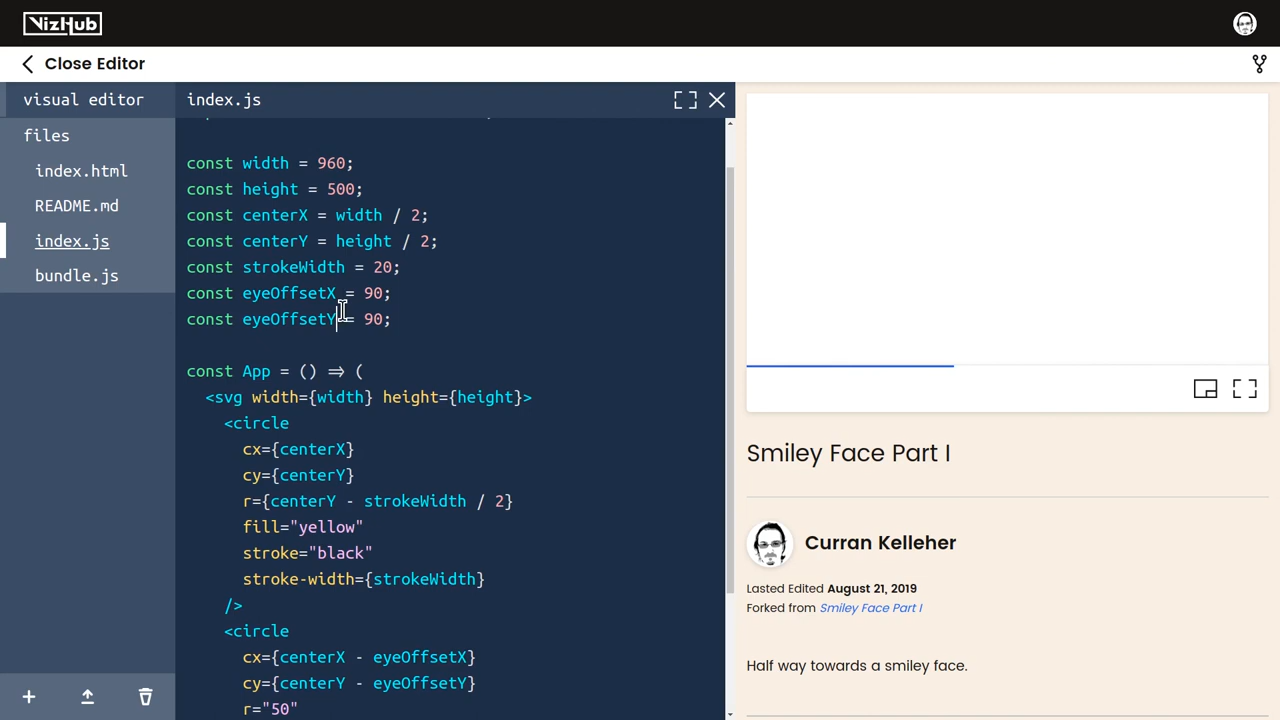 VizHub
Close Editor
visual editor
index.js
files
index.html
README.md
index.js
bundle.js
const width = 960;
const height = 500;
const centerX = width / 2;
const centerY = height / 2;
const strokeWidth = 20;
const eyeOffsetX = 90;
const eyeOffsetY = 90;
const App = () => (
<svg width={width} height={height}>
<circle
cx={centerX}
cy={centerY}
r={centerY - strokeWidth / 2}
fill="yellow"
stroke="black"
stroke-width={strokeWidth}
/>
<circle
cx={centerX - eyeOffsetX}
cy={centerY - eyeOffsetY}
r="50"
Smiley Face Part I
Curran Kelleher
Lasted Edited August 21, 2019
Forked from Smiley Face Part I
Half way towards a smiley face.